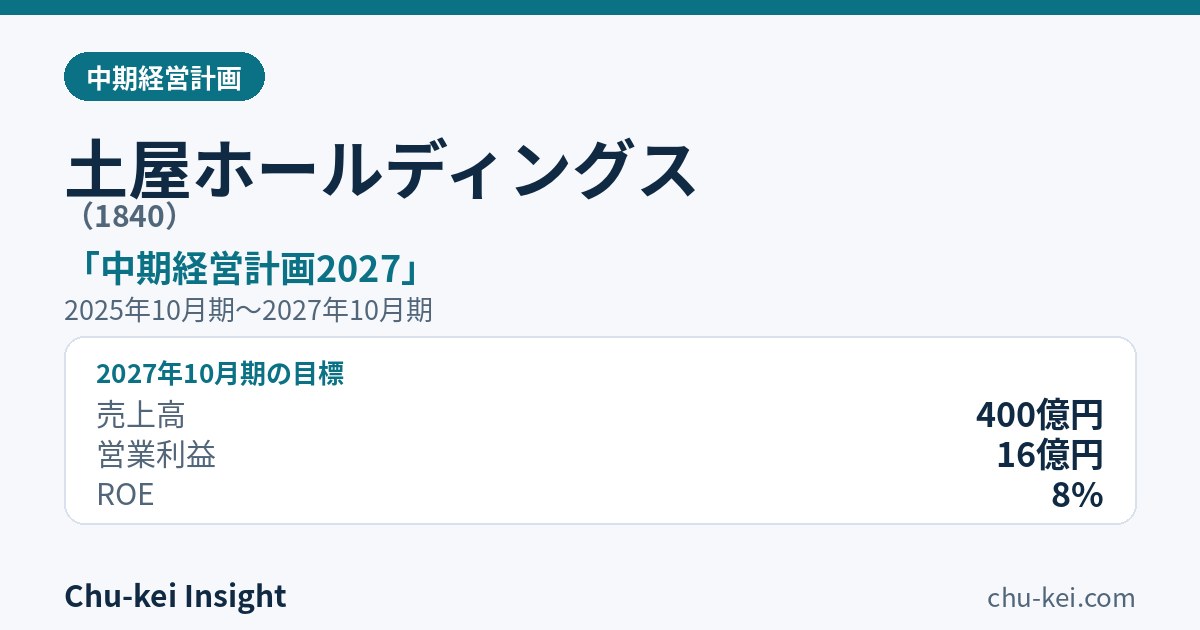 中期経営計画
土屋ホールディングス
（1840）
「中期経営計画2027」
2025年10月期～2027年10月期
2027年10月期の目標
売上高 400億円
営業利益 16億円
ROE 8%
Chu-kei Insight chu-kei.com